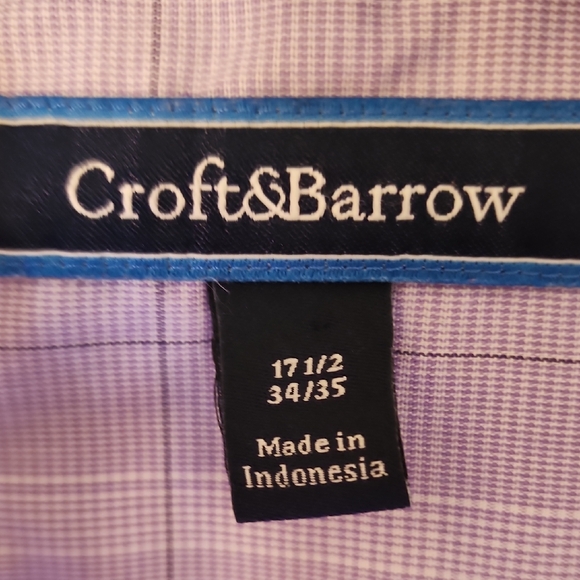 Croft&Barrow
17 1/2
34/35
Made in
Indonesia